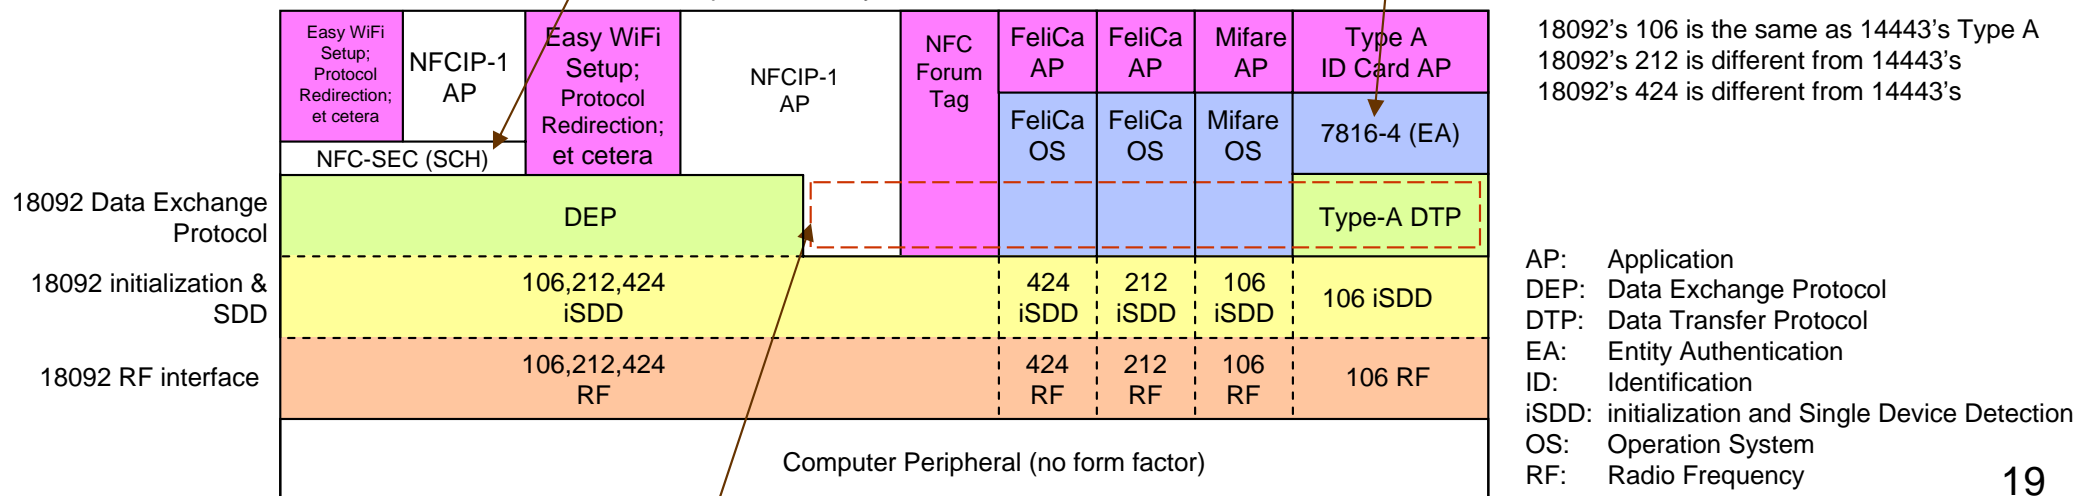 Easy WiFi
Setup;
Protocol
Redirection;
et cetera
NFCIP-1
AP
Easy WiFi
Setup;
Protocol
Redirection;
et cetera
NFCIP-1
AP
NFC
Forum
Tag
FeliCa
AP
FeliCa
AP
Mifare
AP
Type A
ID Card AP
18092's 106 is the same as 14443's Type A
18092's 212 is different from 14443's
18092's 424 is different from 14443's
NFC-SEC (SCH)
FeliCa
OS
FeliCa
OS
Mifare
OS
7816-4 (EA)
18092 Data Exchange
Protocol
DEP
Type-A DTP
18092 initialization &
SDD
106,212,424
iSDD
424
iSDD
212
iSDD
106
iSDD
106 iSDD
18092 RF interface
106,212,424
RF
424
RF
212
RF
106
RF
106 RF
Computer Peripheral (no form factor)
AP: Application
DEP: Data Exchange Protocol
DTP: Data Transfer Protocol
EA: Entity Authentication
ID: Identification
iSDD: initialization and Single Device Detection
OS: Operation System
RF: Radio Frequency
19